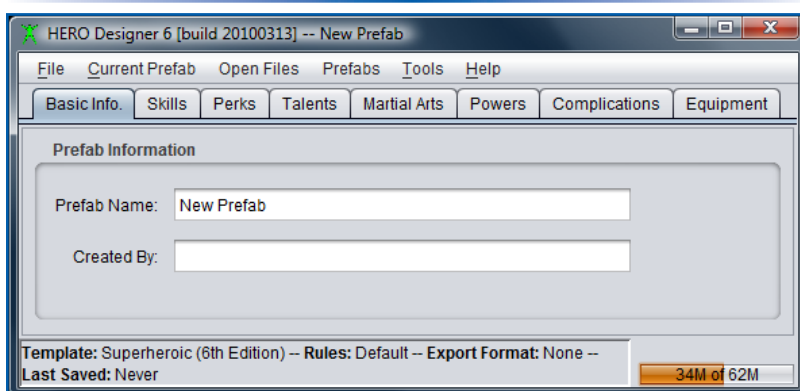 HERO Designer 6 [build 20100313] -- New Prefab
File Current Prefab Open Files Prefabs Tools Help
Basic Info. Skills Perks Talents Martial Arts Powers Complications Equipment
Prefab Information
Prefab Name: New Prefab
Created By:
Template: Superheroic (6th Edition) -- Rules: Default -- Export Format: None --
Last Saved: Never
34M of 62M